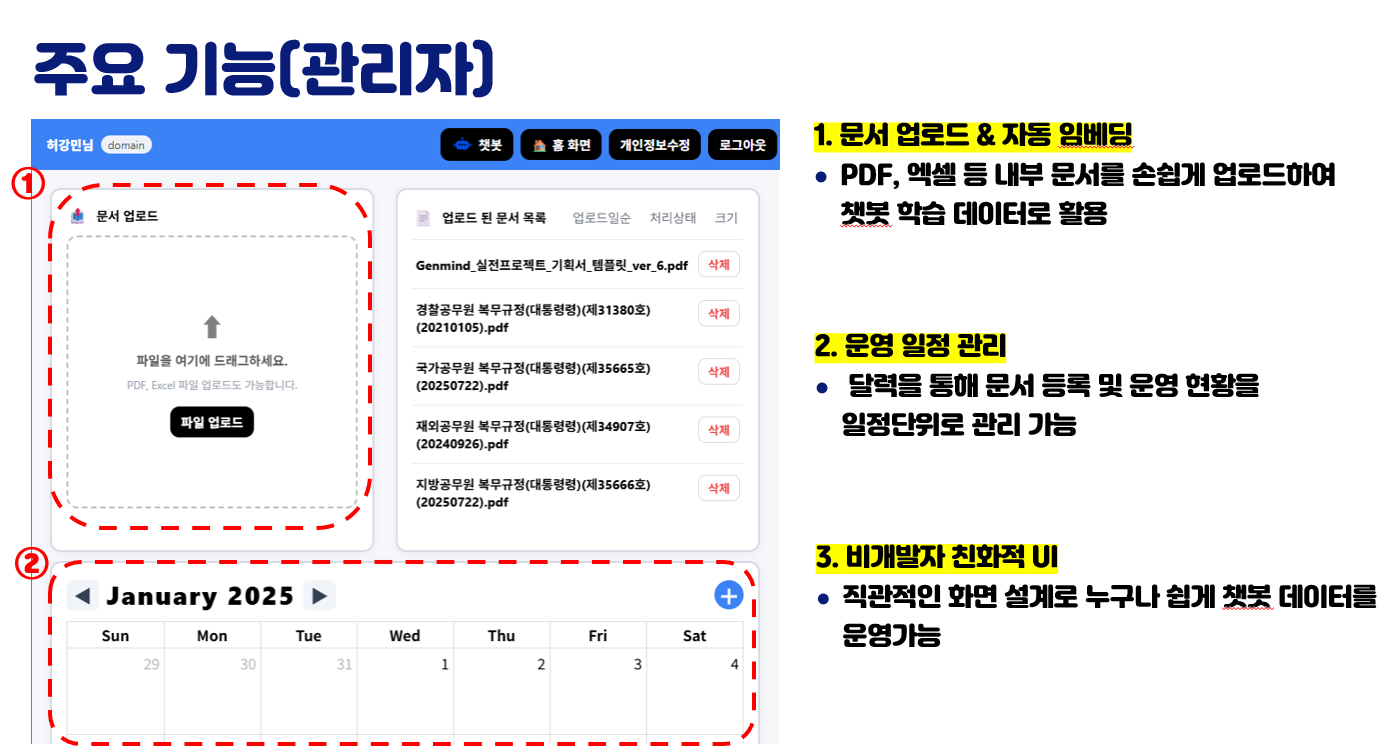 주요 기능(관리자)
허강민님 domain 챗봇 홈 화면 개인정보수정 로그아웃
①
문서 업로드
파일을 여기에 드래그하세요.
PDF, Excel 파일 업로드도 가능합니다.
파일 업로드
업로드 된 문서 목록 업로드일순 처리상태 크기
Genmind_실전프로젝트_기획서_템플릿_ver_6.pdf 삭제
경찰공무원 복무규정(대통령령)(제31380호)
(20210105).pdf 삭제
국가공무원 복무규정(대통령령)(제35665호)
(20250722).pdf 삭제
재외공무원 복무규정(대통령령)(제34907호)
(20240926).pdf 삭제
지방공무원 복무규정(대통령령)(제35666호)
(20250722).pdf 삭제
②
◀ January 2025 ▶ +
Sun Mon Tue Wed Thu Fri Sat
29 30 31 1 2 3 4
1. 문서 업로드 & 자동 임베딩
• PDF, 엑셀 등 내부 문서를 손쉽게 업로드하여
챗봇 학습 데이터로 활용
2. 운영 일정 관리
• 달력을 통해 문서 등록 및 운영 현황을
일정단위로 관리 가능
3. 비개발자 친화적 UI
• 직관적인 화면 설계로 누구나 쉽게 챗봇 데이터를
운영가능